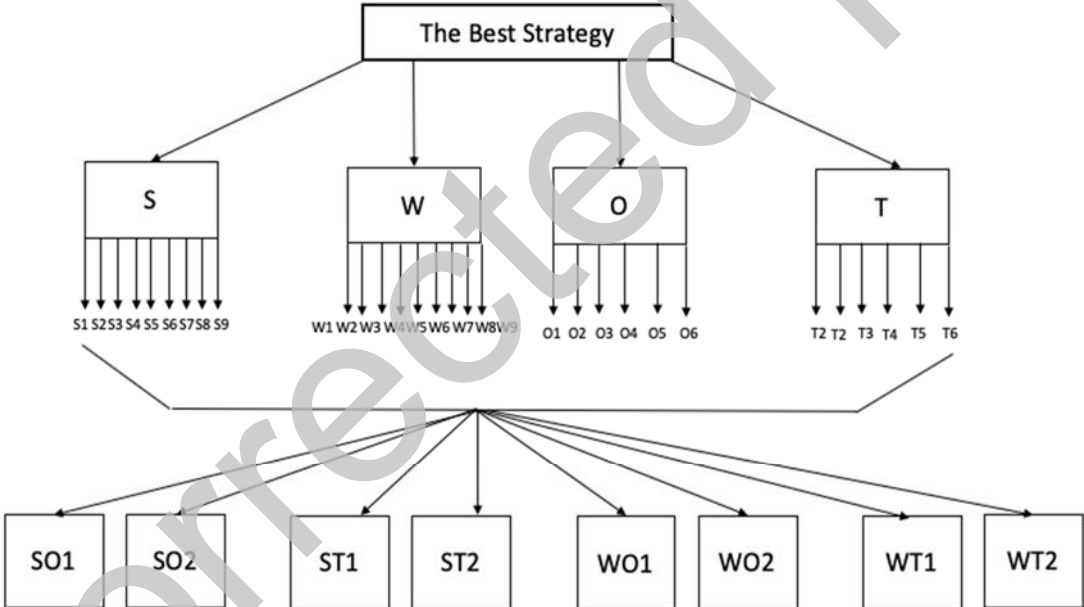 The Best Strategy
S W O T
S1 S2 S3 S4 S5 S6 S7 S8 S9 W1 W2 W3 W4 W5 W6 W7 W8 W9 O1 O2 O3 O4 O5 O6 T2 T2 T3 T4 T5 T6
SO1 SO2 ST1 ST2 WO1 WO2 WT1 WT2
orrected